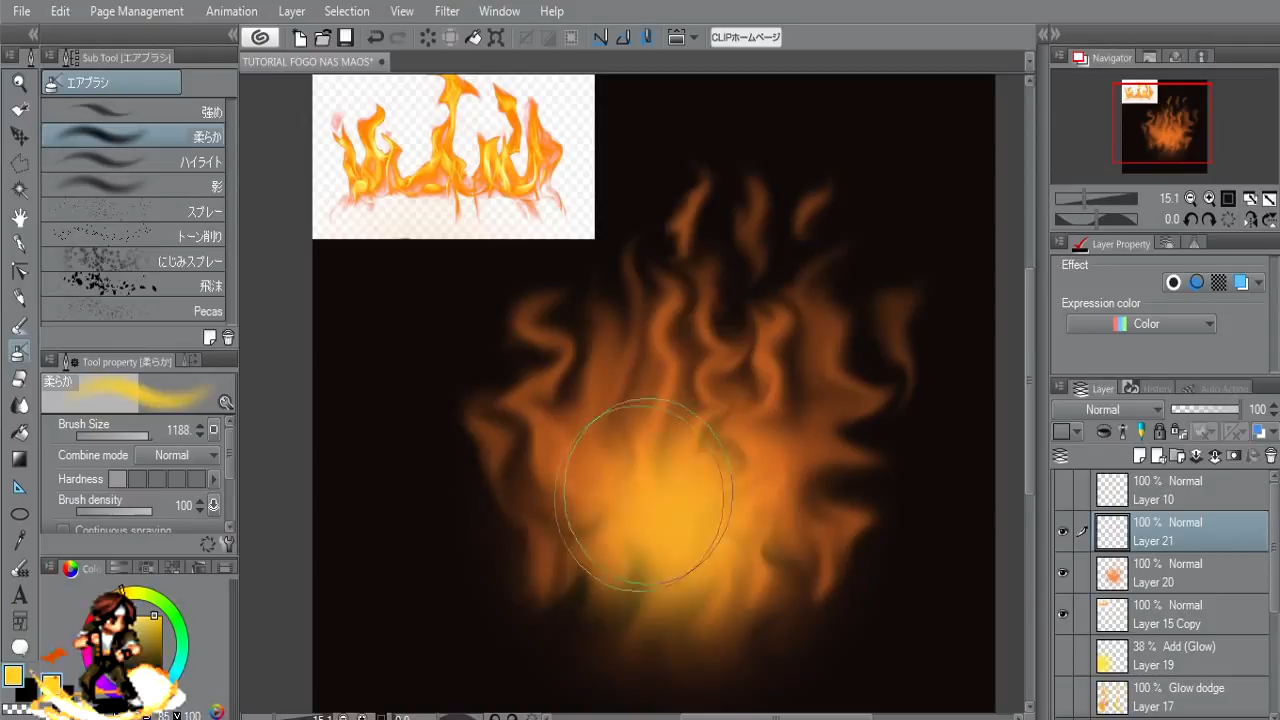 File Edit Page Management Animation Layer Selection View Filter Window Help
CLIPホームページ
Sub Tool [エアブラシ]
エアブラシ
強め
柔らか
ハイライト
影
スプレー
トーン削り
にじみスプレー
飛沫
Pecas
Tool property [柔らか]
柔らか
Brush Size 1188.
Combine mode Normal
Hardness
Brush density 100
Continuous spraying
TUTORIAL FOGO NAS MAOS*
15.1 0.0
Navigator
15.1
0.0
Layer Property
Effect
Expression color
Color
Layer History Auto Action
Normal 100
100 % Normal
Layer 10
100 % Normal
Layer 21
100 % Normal
Layer 20
100 % Normal
Layer 15 Copy
38 % Add (Glow)
Layer 19
100 % Glow dodge
Layer 17
85 V 100